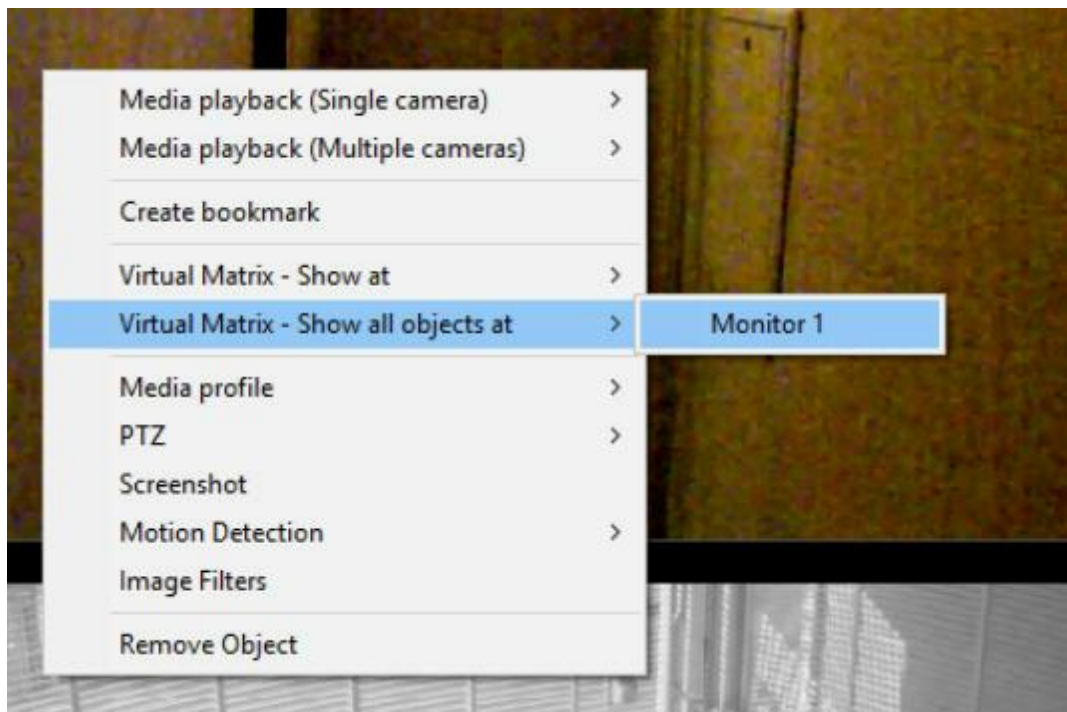 Media playback (Single camera)
Media playback (Multiple cameras)
Create bookmark
Virtual Matrix - Show at
Virtual Matrix - Show all objects at
Monitor 1
Media profile
PTZ
Screenshot
Motion Detection
Image Filters
Remove Object